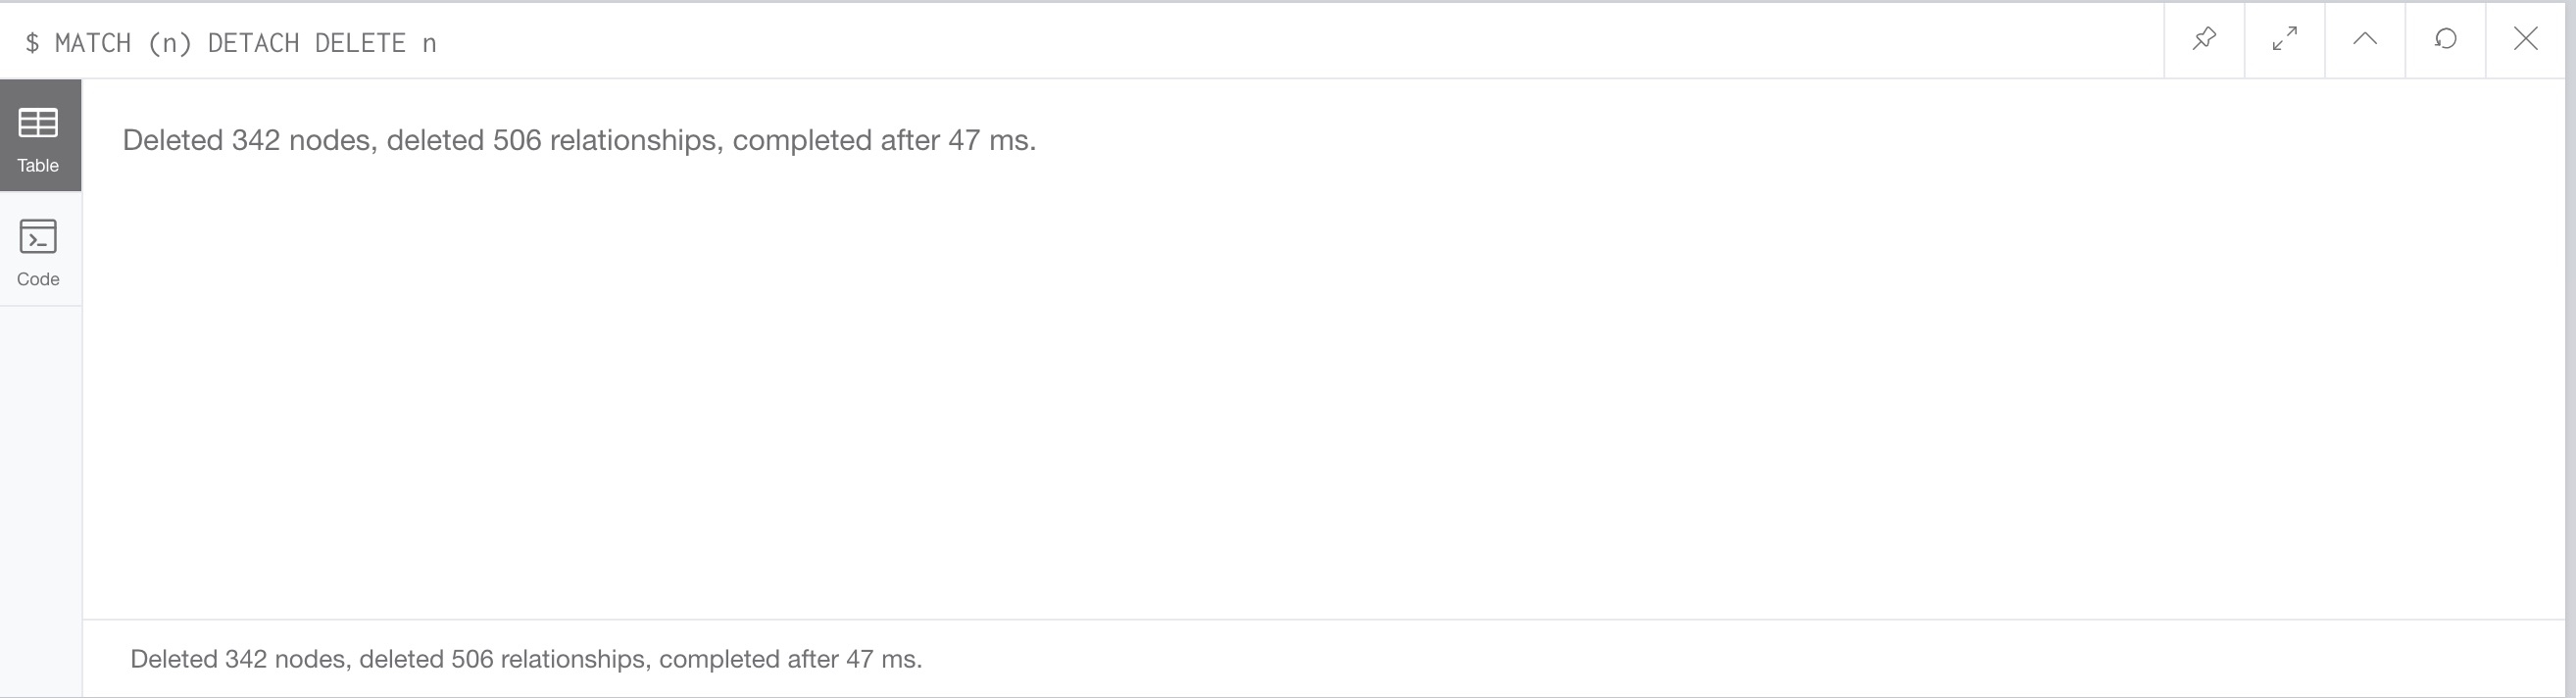 $ MATCH (n) DETACH DELETE n
Table
Deleted 342 nodes, deleted 506 relationships, completed after 47 ms.
Code
Deleted 342 nodes, deleted 506 relationships, completed after 47 ms.